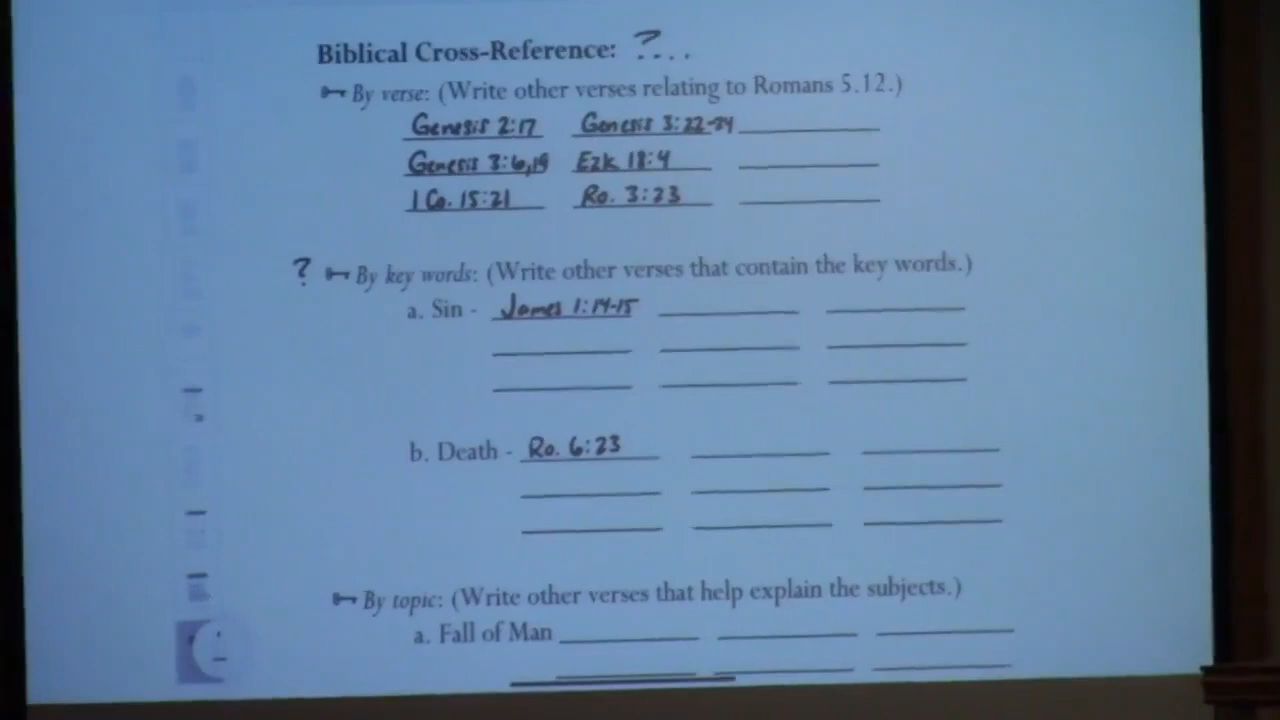 Biblical Cross-Reference: ?...
By verse: (Write other verses relating to Romans 5.12.)
Genesis 2:17 Genesis 3:22-24
Genesis 3:6,19 Ezk 18:4
1 Co. 15:21 Ro. 3:23
? By key words: (Write other verses that contain the key words.)
a. Sin - James 1:14-15
b. Death - Ro. 6:23
By topic: (Write other verses that help explain the subjects.)
a. Fall of Man